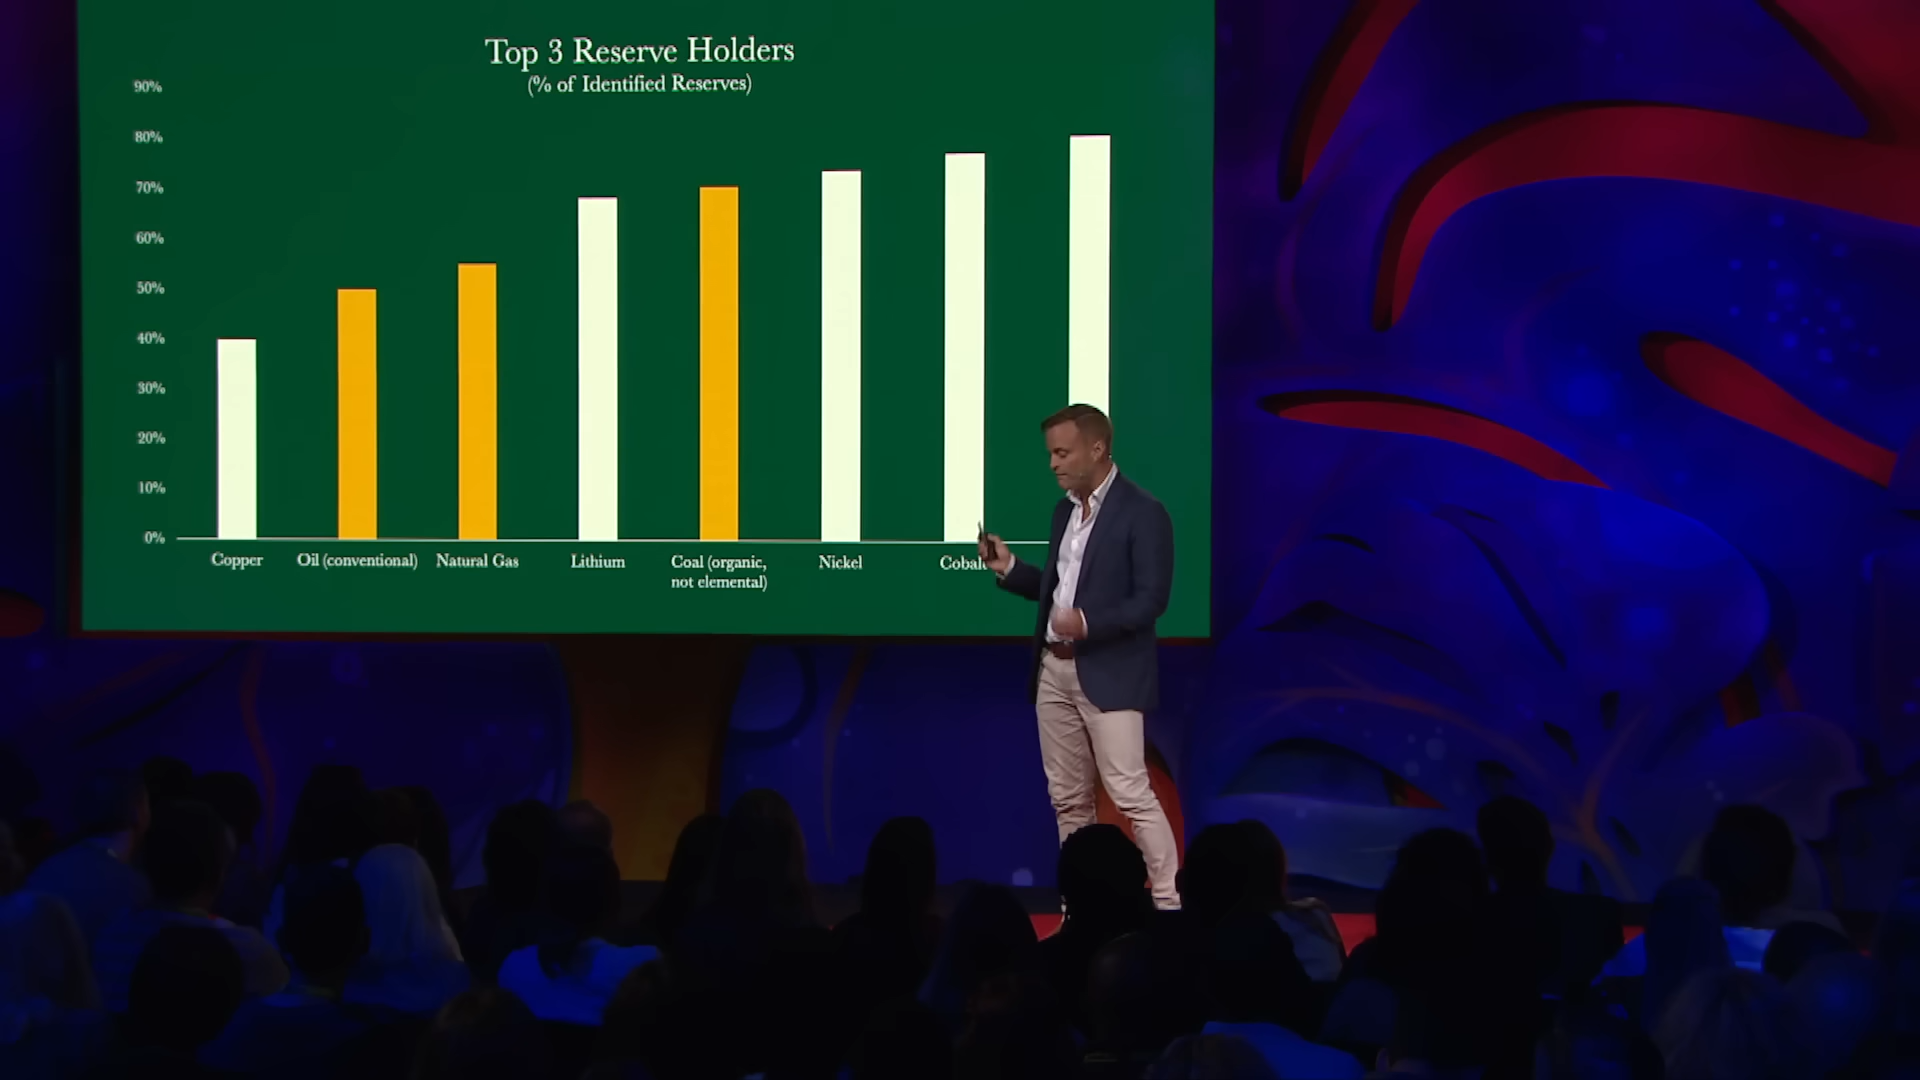 Top 3 Reserve Holders
(% of Identified Reserves)
90%
80%
70%
60%
50%
40%
30%
20%
10%
0%
Copper
Oil (conventional)
Natural Gas
Lithium
Coal (organic,
not elemental)
Nickel
Cobalt